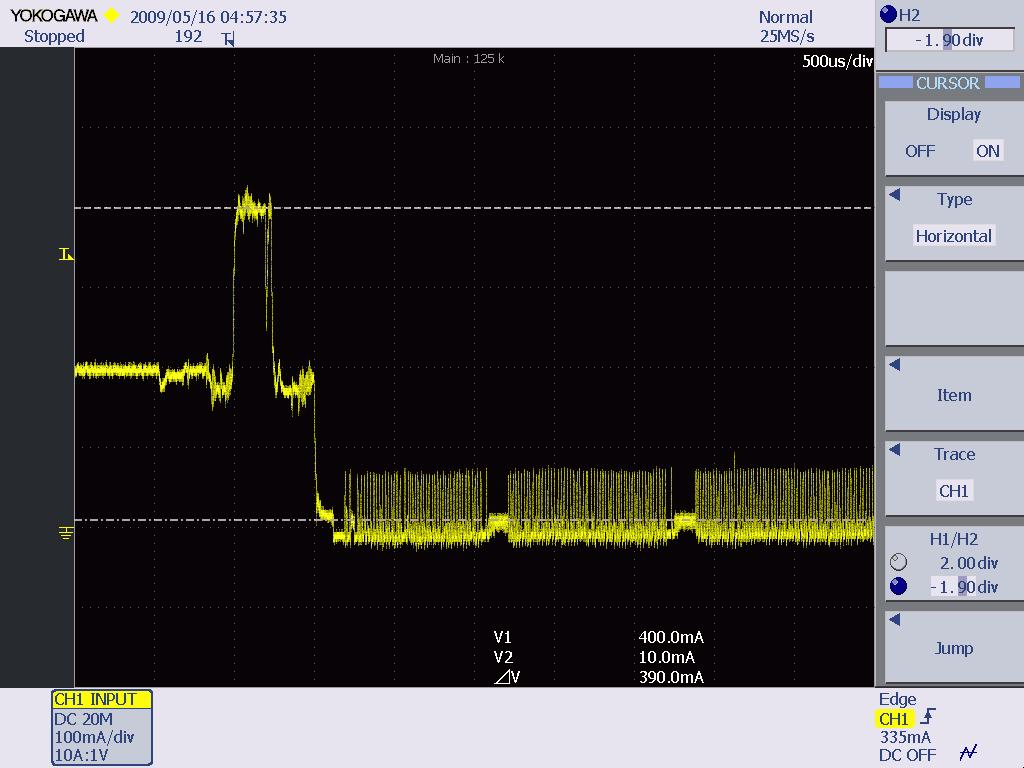 YOKOGAWA 2009/05/16 04:57:35
Stopped 192
Normal
25MS/s
H2
-1.90div
Main : 125 k
500us/div
CURSOR
Display
OFF ON
Type
Horizontal
Item
Trace
CH1
H1/H2
2.00div
-1.90div
Jump
V1 400.0mA
V2 10.0mA
⊿V 390.0mA
CH1 INPUT
DC 20M
100mA/div
10A:1V
Edge
CH1
335mA
DC OFF